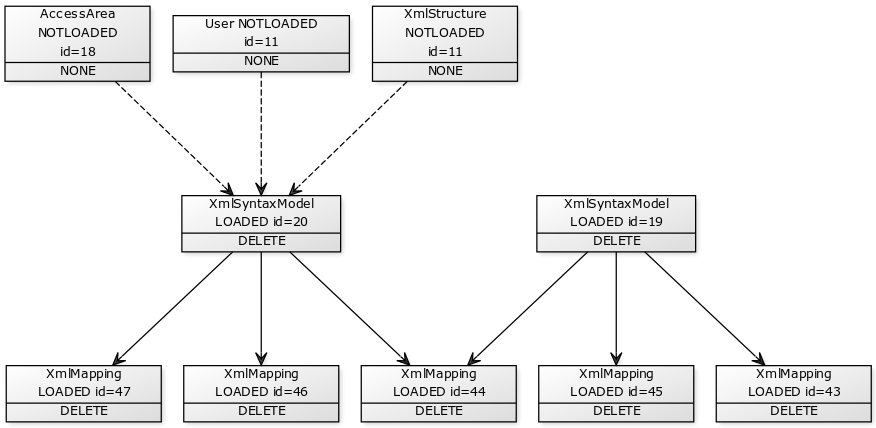 AccessArea
NOTLOADED
id=18
NONE
User NOTLOADED
id=11
NONE
XmlStructure
NOTLOADED
id=11
NONE
XmlSyntaxModel
LOADED id=20
DELETE
XmlSyntaxModel
LOADED id=19
DELETE
XmlMapping
LOADED id=47
DELETE
XmlMapping
LOADED id=46
DELETE
XmlMapping
LOADED id=44
DELETE
XmlMapping
LOADED id=45
DELETE
XmlMapping
LOADED id=43
DELETE